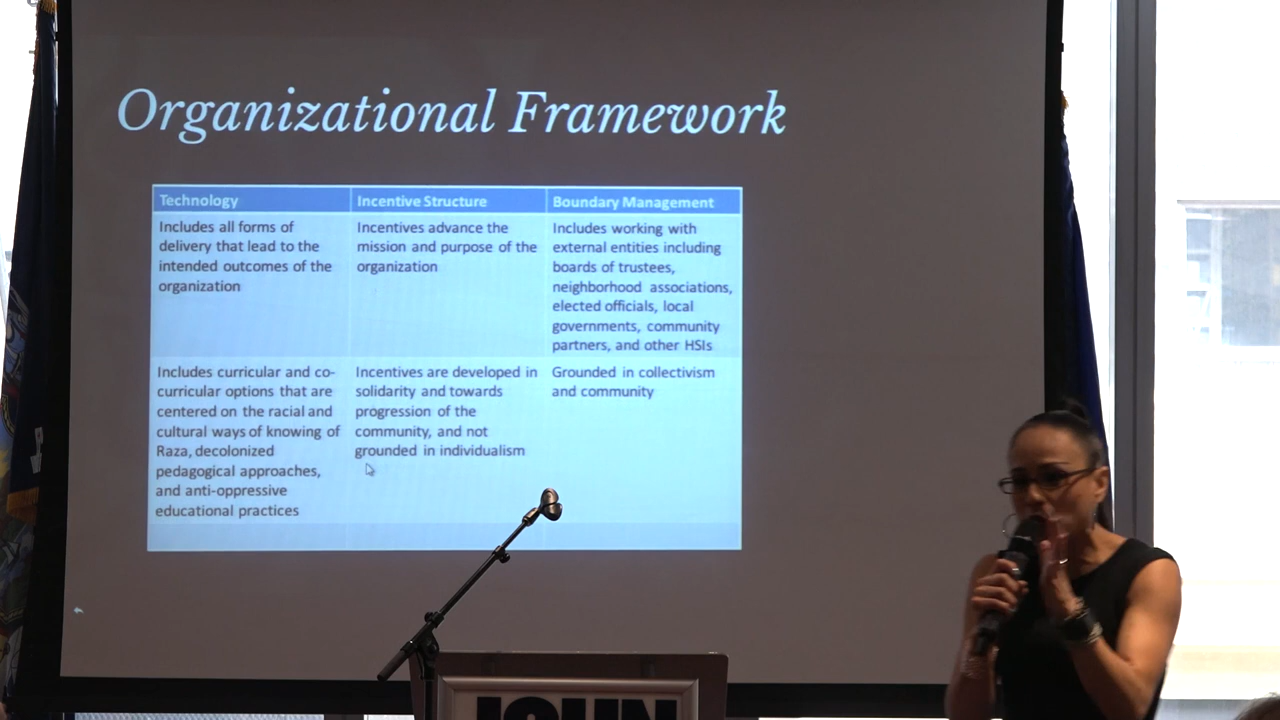 Organizational Framework
Technology
Includes all forms of
delivery that lead to the
intended outcomes of the
organization
Incentive Structure
Incentives advance the
mission and purpose of the
organization
Boundary Management
Includes working with
external entities including
boards of trustees,
neighborhood associations,
elected officials, local
governments, community
partners, and other HSIs
Includes curricular and co-
curricular options that are
centered on the racial and
cultural ways of knowing of
Raza, decolonized
pedagogical approaches,
and anti-oppressive
educational practices
Incentives are developed in
solidarity and towards
progression of the
community, and not
grounded in individualism
Grounded in collectivism
and community
JOHN